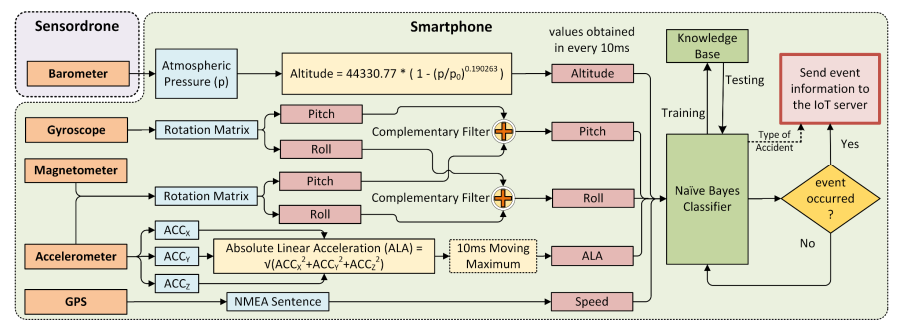 Sensordrone
Smartphone
Barometer
Atmospheric
Pressure (p)
Altitude = 44330.77 * ( 1 - (p/p₀)^0.190263 )
values obtained
in every 10ms
Altitude
Knowledge
Base
Training
Testing
Send event
information to
the IoT server
Gyroscope
Rotation Matrix
Pitch
Roll
Complementary Filter
Pitch
Magnetometer
Rotation Matrix
Pitch
Roll
Complementary Filter
Roll
Naïve Bayes
Classifier
Type of
Accident
Yes
event
occurred
?
No
Accelerometer
ACCX
ACCY
ACCZ
Absolute Linear Acceleration (ALA) =
√(ACCX²+ACCY²+ACCZ²)
10ms Moving
Maximum
ALA
GPS
NMEA Sentence
Speed